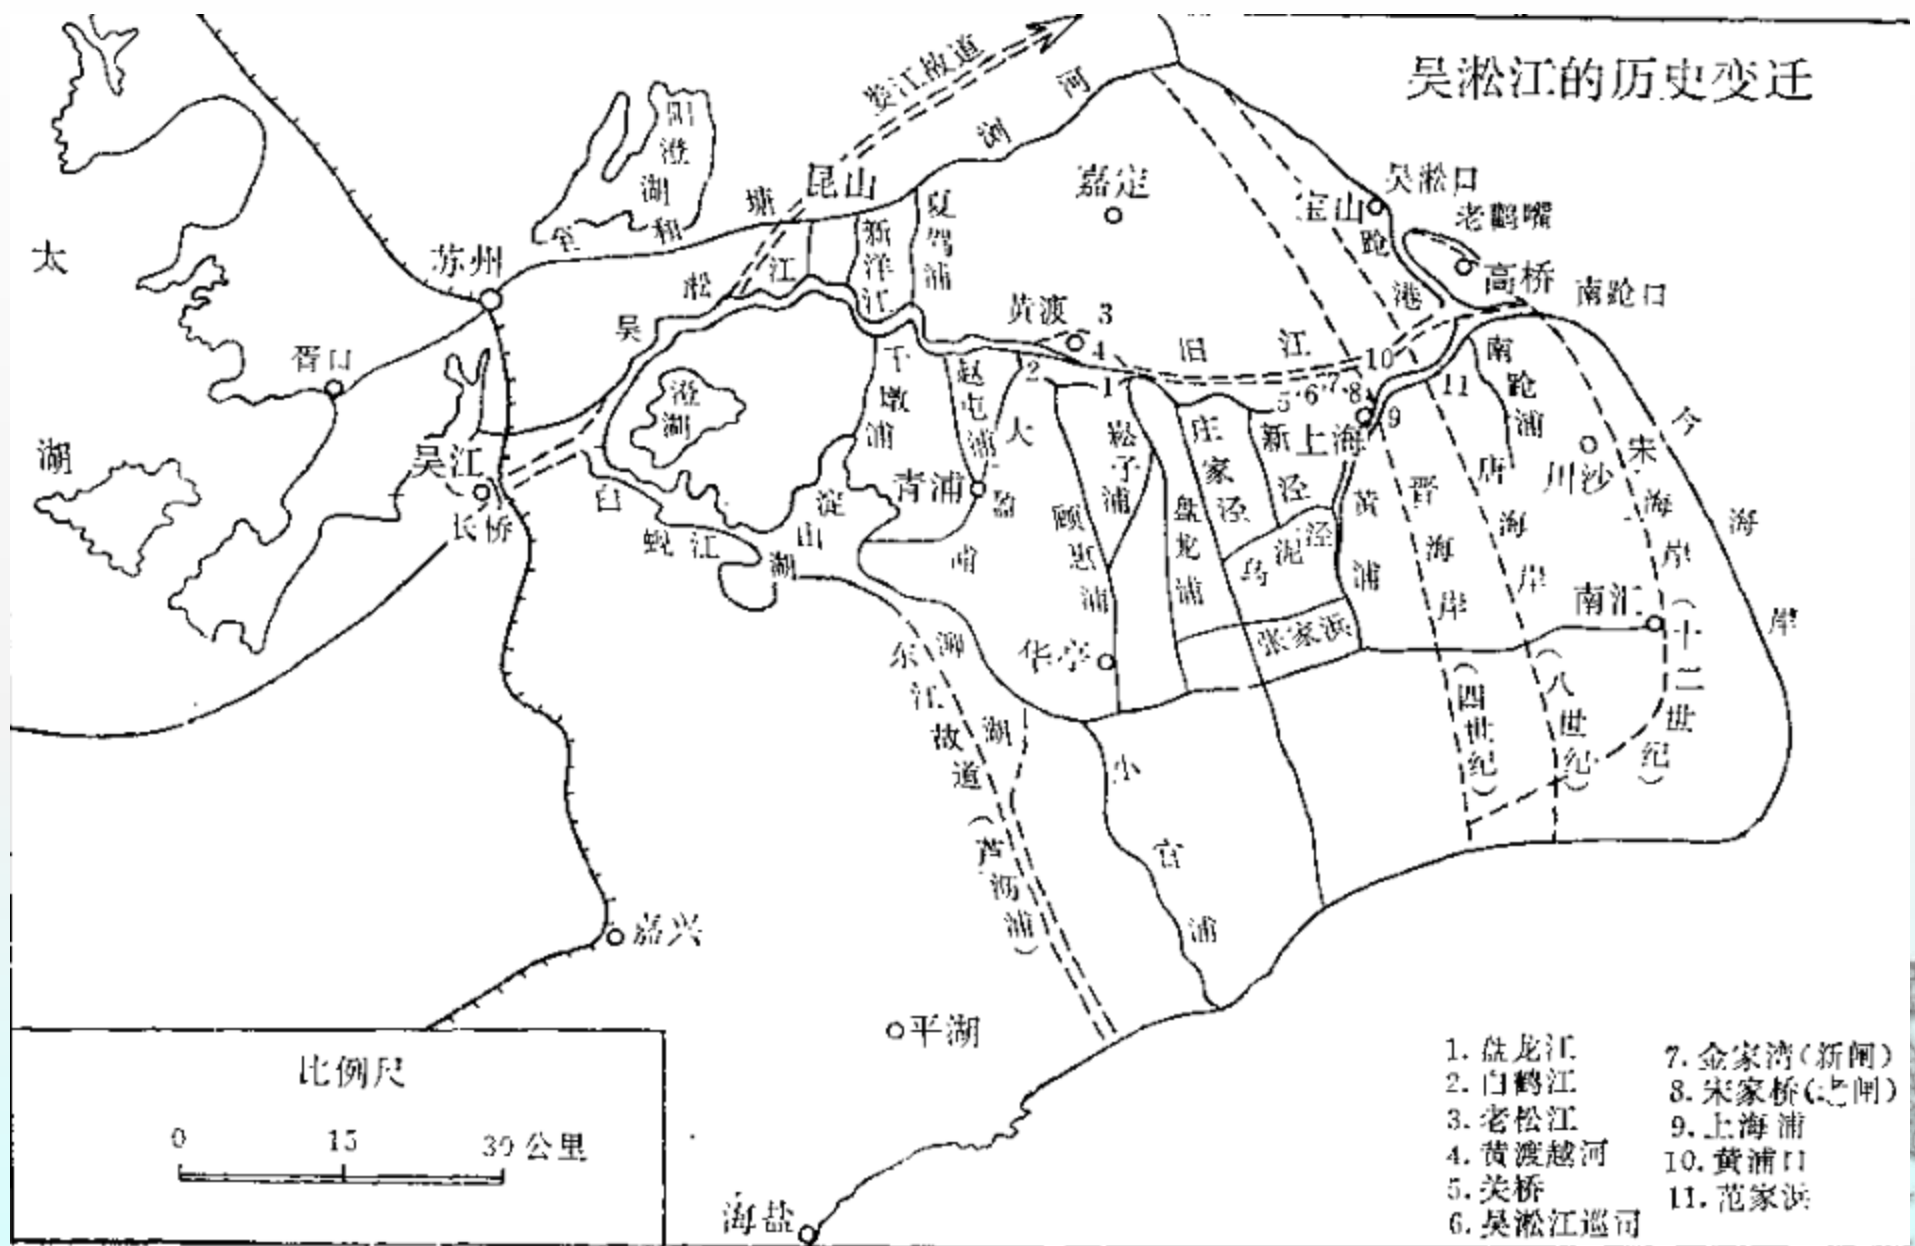 吴淞江的历史变迁
娄江故道
浏河
阳澄湖
昆山
嘉定
吴淞口
宝山
老鹳嘴
高桥
南跄口
跄港
至和塘
夏驾浦
新洋江
太湖
苏州
吴淞江
黄渡
3
4
旧江
10
胥口
千墩浦
赵屯浦
2
1
5
6
7
8
9
11
南跄浦
澄湖
大盈浦
崧子浦
庄家泾
新泾
上海
川沙
今海岸
宋海岸(十二世纪)
唐海岸(八世纪)
晋海岸(四世纪)
吴江
长桥
白蚬江
淀山湖
青浦
顾惠浦
盘龙浦
乌泥泾
黄浦
南汇
张家浜
华亭
东江故道(芦沥浦)
泖湖
小官浦
嘉兴
平湖
海盐
比例尺
0 15 30公里
1. 盘龙江
2. 白鹤江
3. 老松江
4. 黄渡越河
5. 关桥
6. 吴淞江巡司
7. 金家湾(新闸)
8. 宋家桥(老闸)
9. 上海浦
10. 黄浦口
11. 范家浜